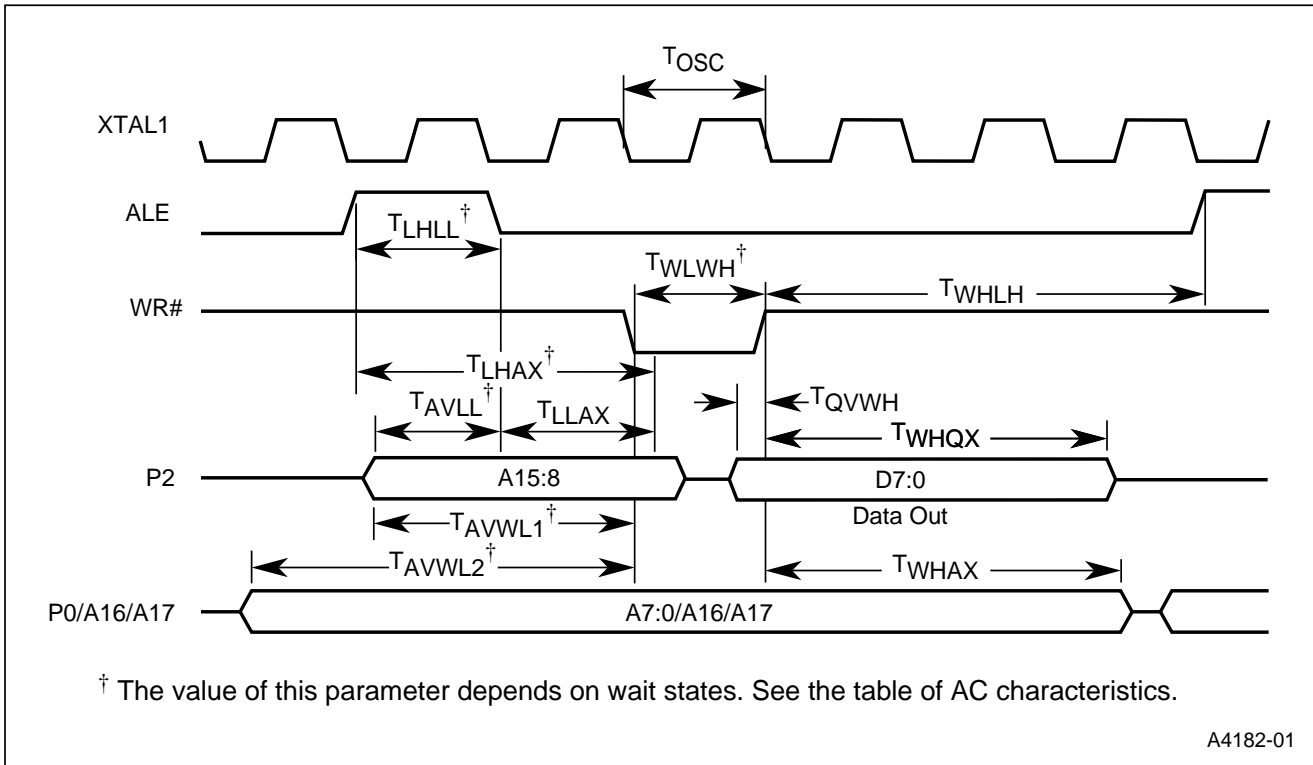 TOSC
XTAL1
ALE
TLHLL†
TWLWH†
TWHLH
WR#
TLHAX†
TAVLL†
TLLAX
TQVWH
TWHQX
P2
A15:8
D7:0
Data Out
TAVWL1†
TAVWL2†
TWHAX
P0/A16/A17
A7:0/A16/A17
† The value of this parameter depends on wait states. See the table of AC characteristics.
A4182-01